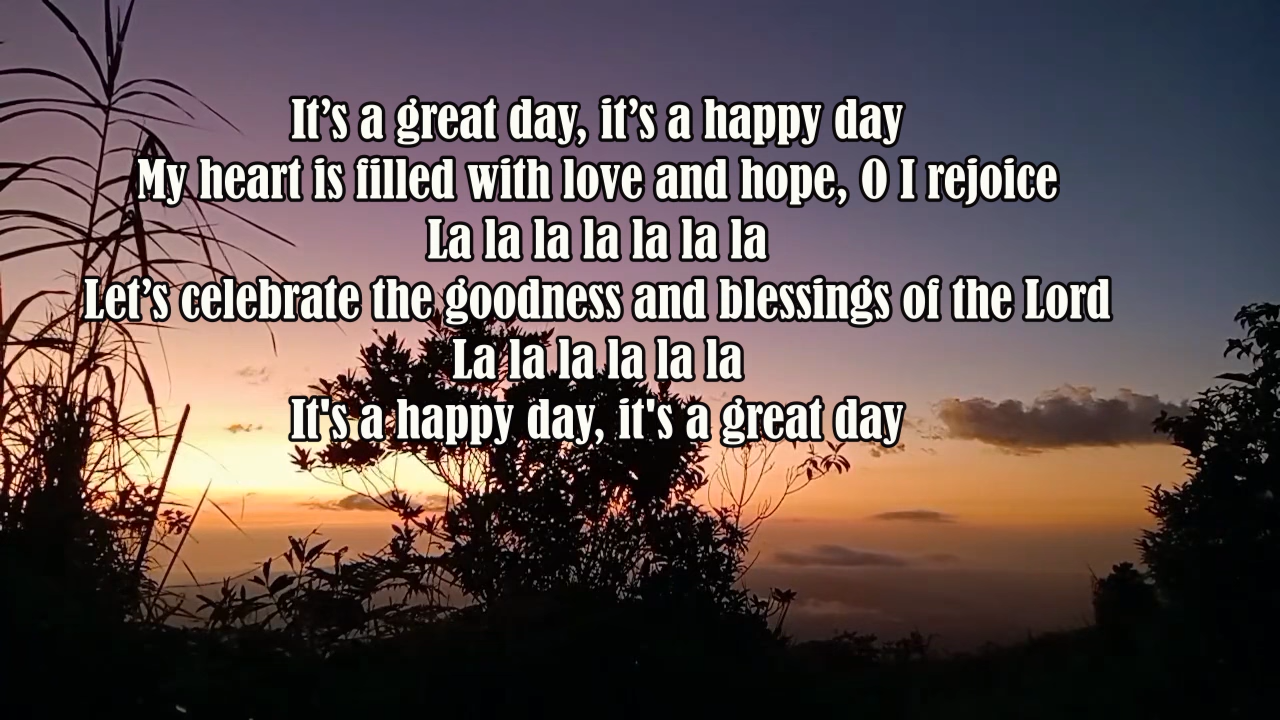 It’s a great day, it’s a happy day
My heart is filled with love and hope, O I rejoice
La la la la la la la
Let’s celebrate the goodness and blessings of the Lord
La la la la la la
It's a happy day, it's a great day